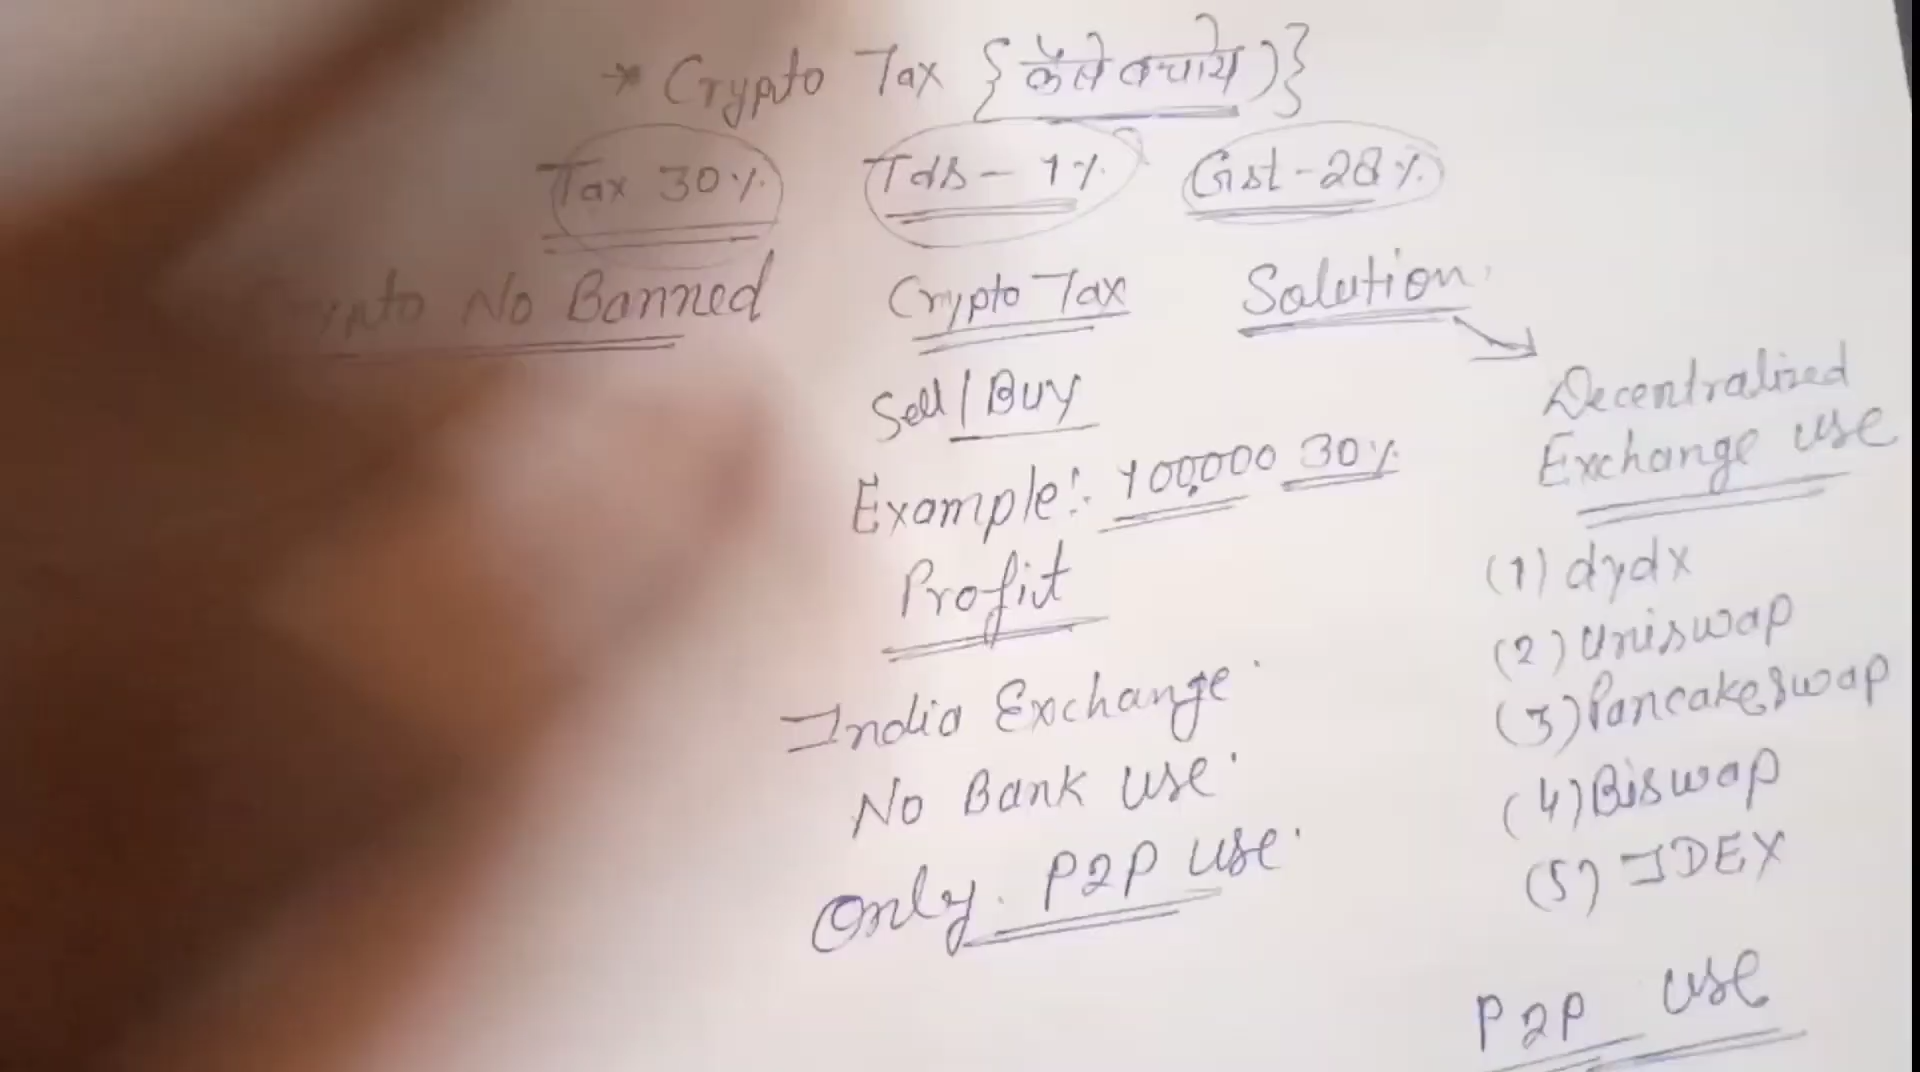 * Crypto Tax {कैसे बचाये)}
Tax 30% Tds - 1% Gst - 28%
No Banned
Crypto Tax
Sell / Buy
Example:- 100,000 30%
Profit
India Exchange.
No Bank use.
Only. P2P use.
Solution.
Decentralized
Exchange use
(1) dydx
(2) Uniswap
(3) Pancakeswap
(4) Biswap
(5) IDEX
P2P use